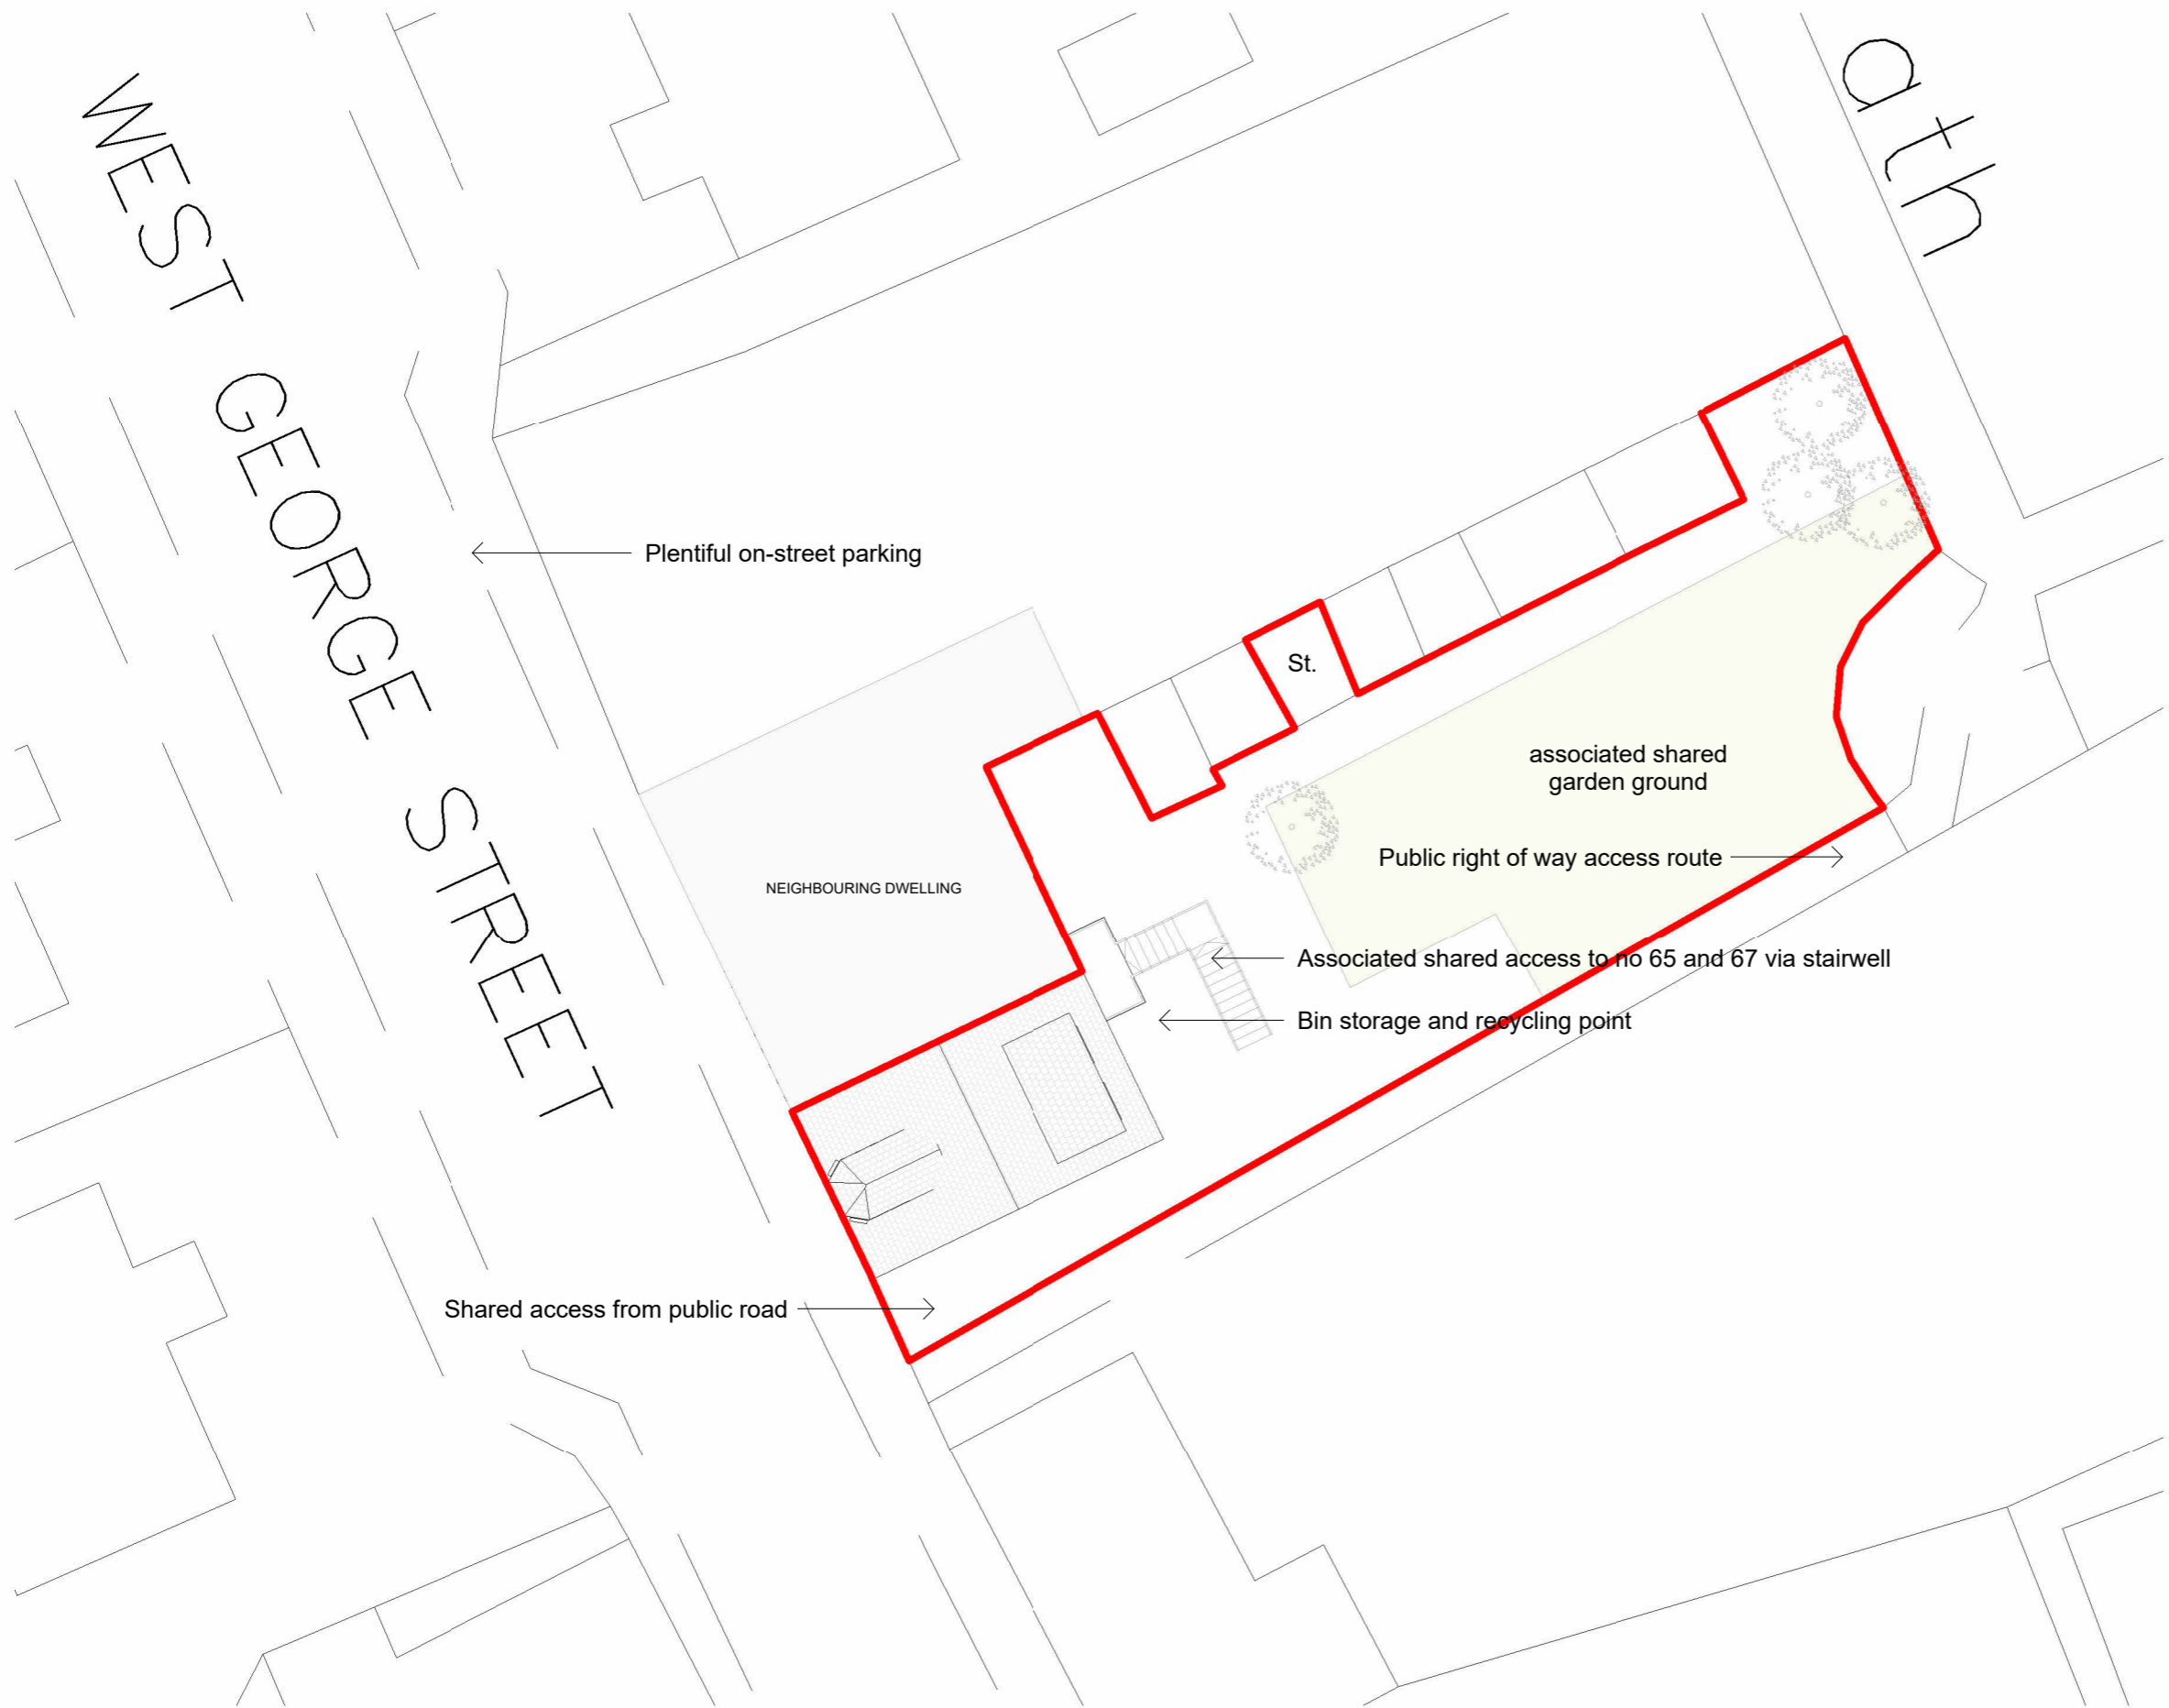 WEST GEORGE STREET
ath
Plentiful on-street parking
St.
associated shared
garden ground
Public right of way access route
NEIGHBOURING DWELLING
Associated shared access to no 65 and 67 via stairwell
Bin storage and recycling point
Shared access from public road